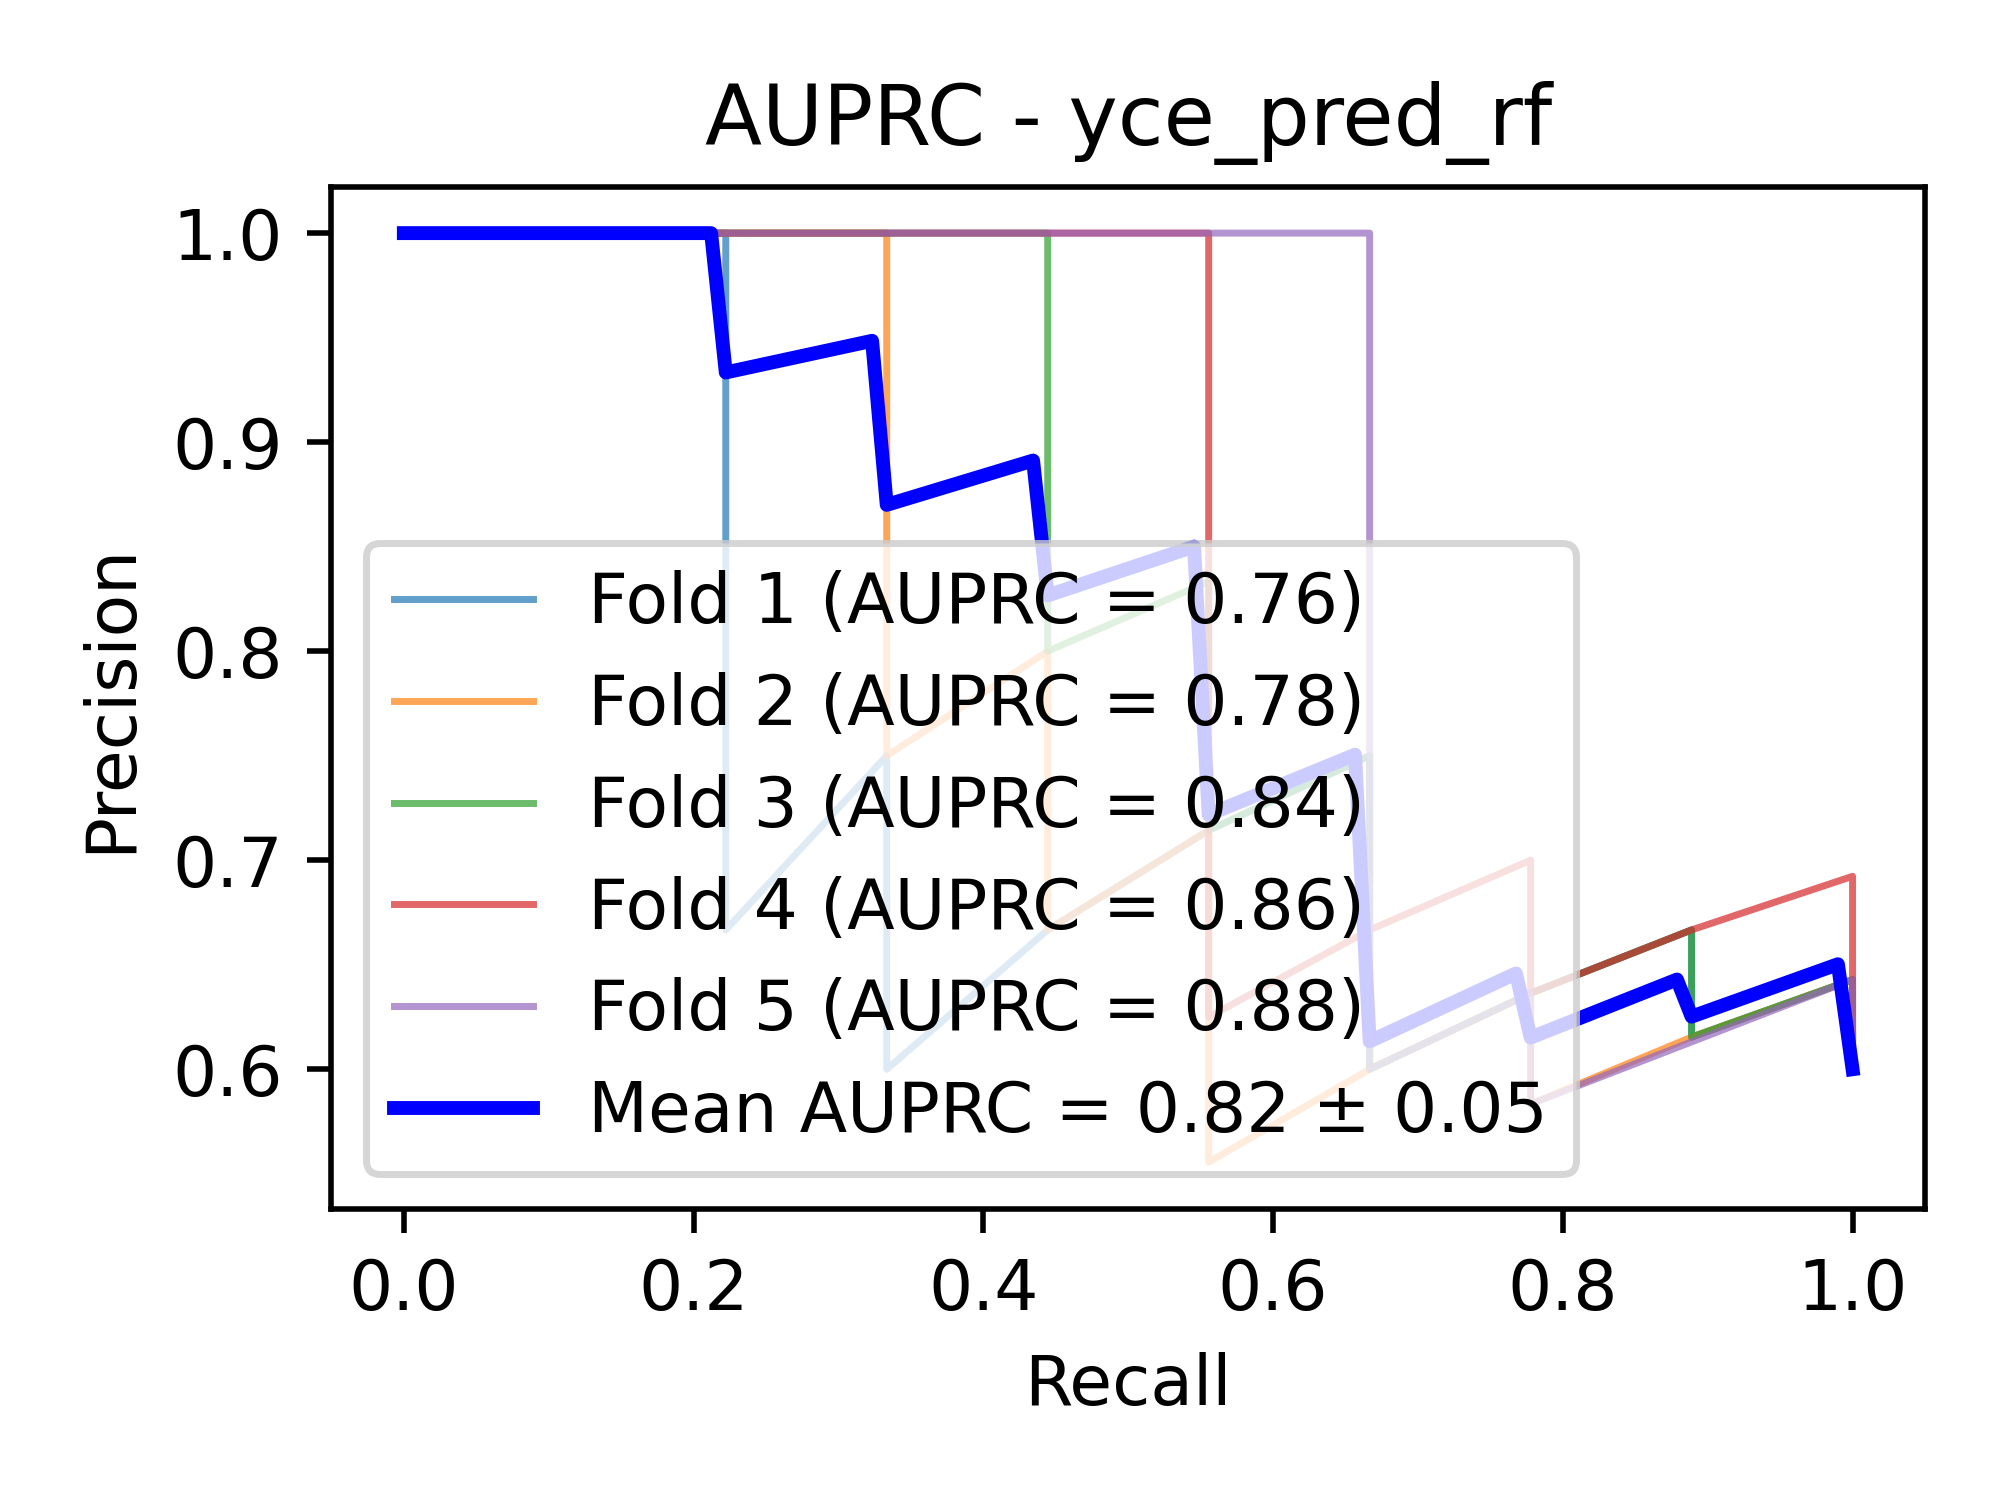 AUPRC - yce_pred_rf
1.0
0.9
0.8
0.7
0.6
Precision
Fold 1 (AUPRC = 0.76)
Fold 2 (AUPRC = 0.78)
Fold 3 (AUPRC = 0.84)
Fold 4 (AUPRC = 0.86)
Fold 5 (AUPRC = 0.88)
Mean AUPRC = 0.82 ± 0.05
0.0 0.2 0.4 0.6 0.8 1.0
Recall